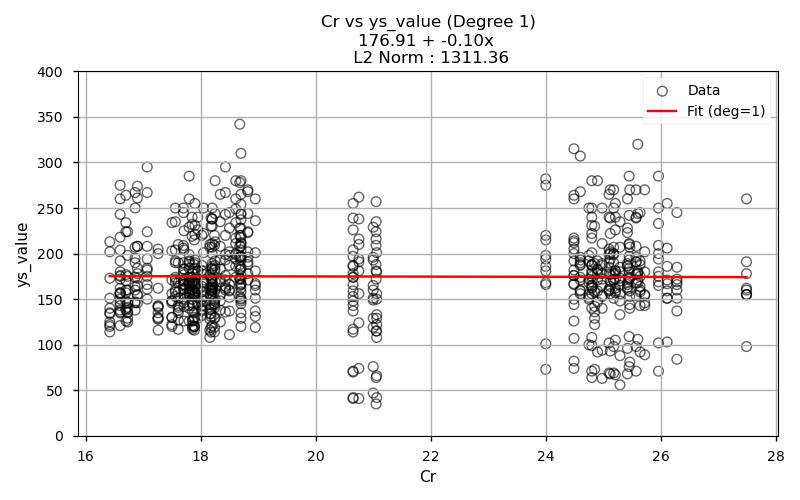 Cr vs ys_value (Degree 1)
176.91 + -0.10x
L2 Norm : 1311.36
400
350
300
250
200
150
100
50
0
ys_value
Data
Fit (deg=1)
16
18
20
22
24
26
28
Cr